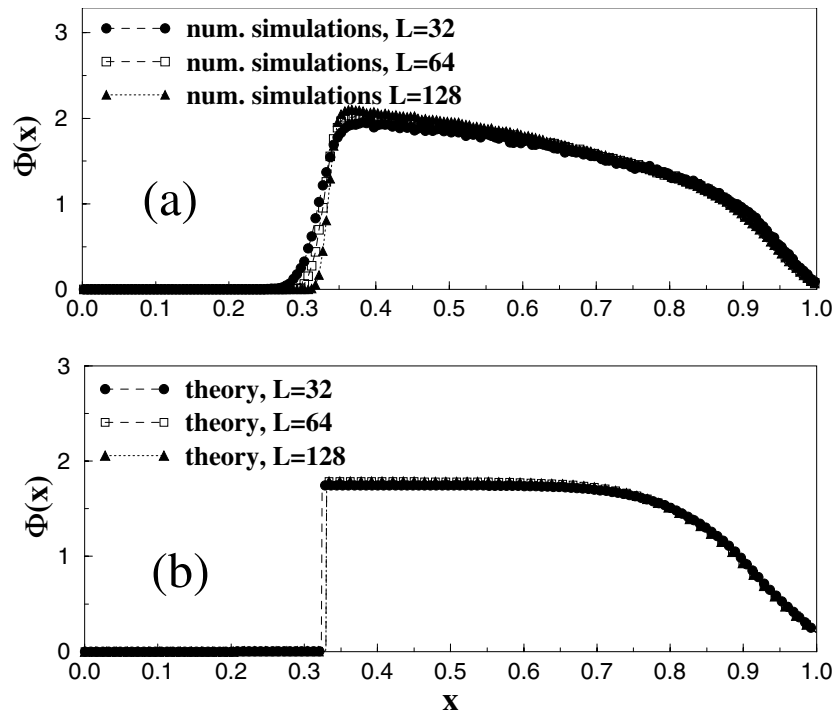 3
num. simulations, L=32
num. simulations, L=64
num. simulations L=128
2
Φ(x)
1
(a)
0
0.0 0.1 0.2 0.3 0.4 0.5 0.6 0.7 0.8 0.9 1.0
3
theory, L=32
theory, L=64
theory, L=128
2
Φ(x)
1
(b)
0
0.0 0.1 0.2 0.3 0.4 0.5 0.6 0.7 0.8 0.9 1.0
x